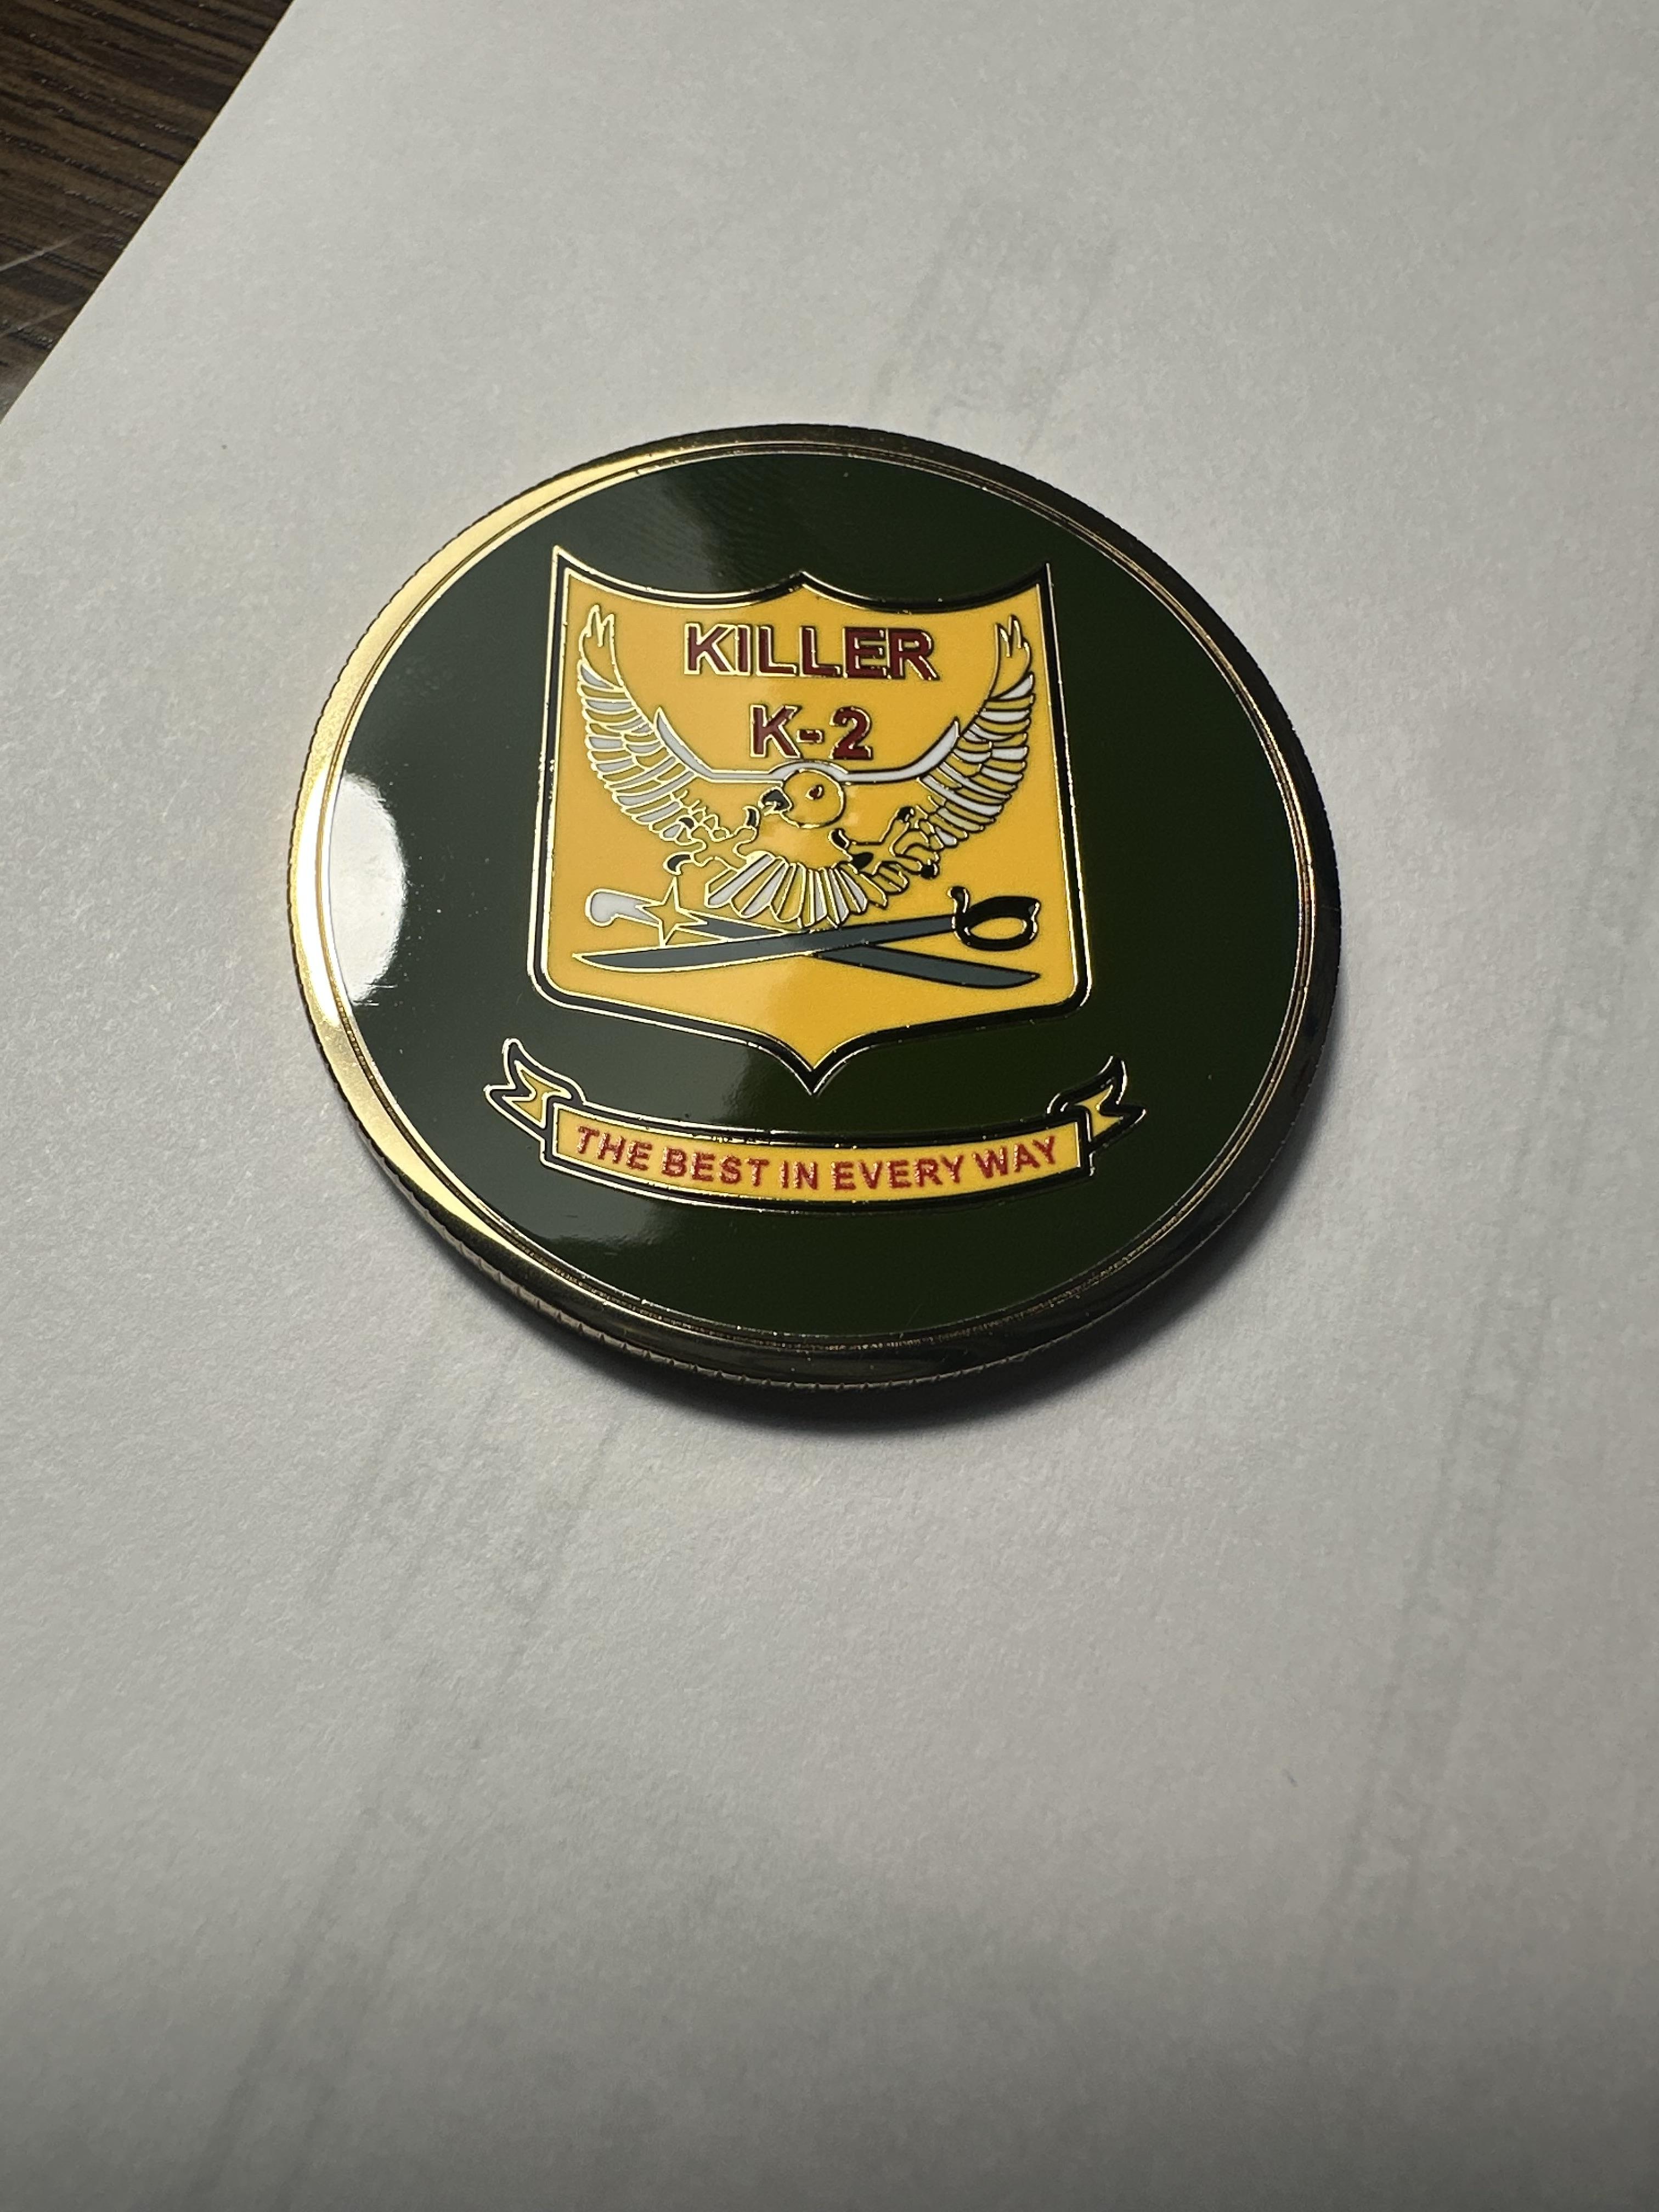 KILLER
K-2
THE BEST IN EVERY WAY